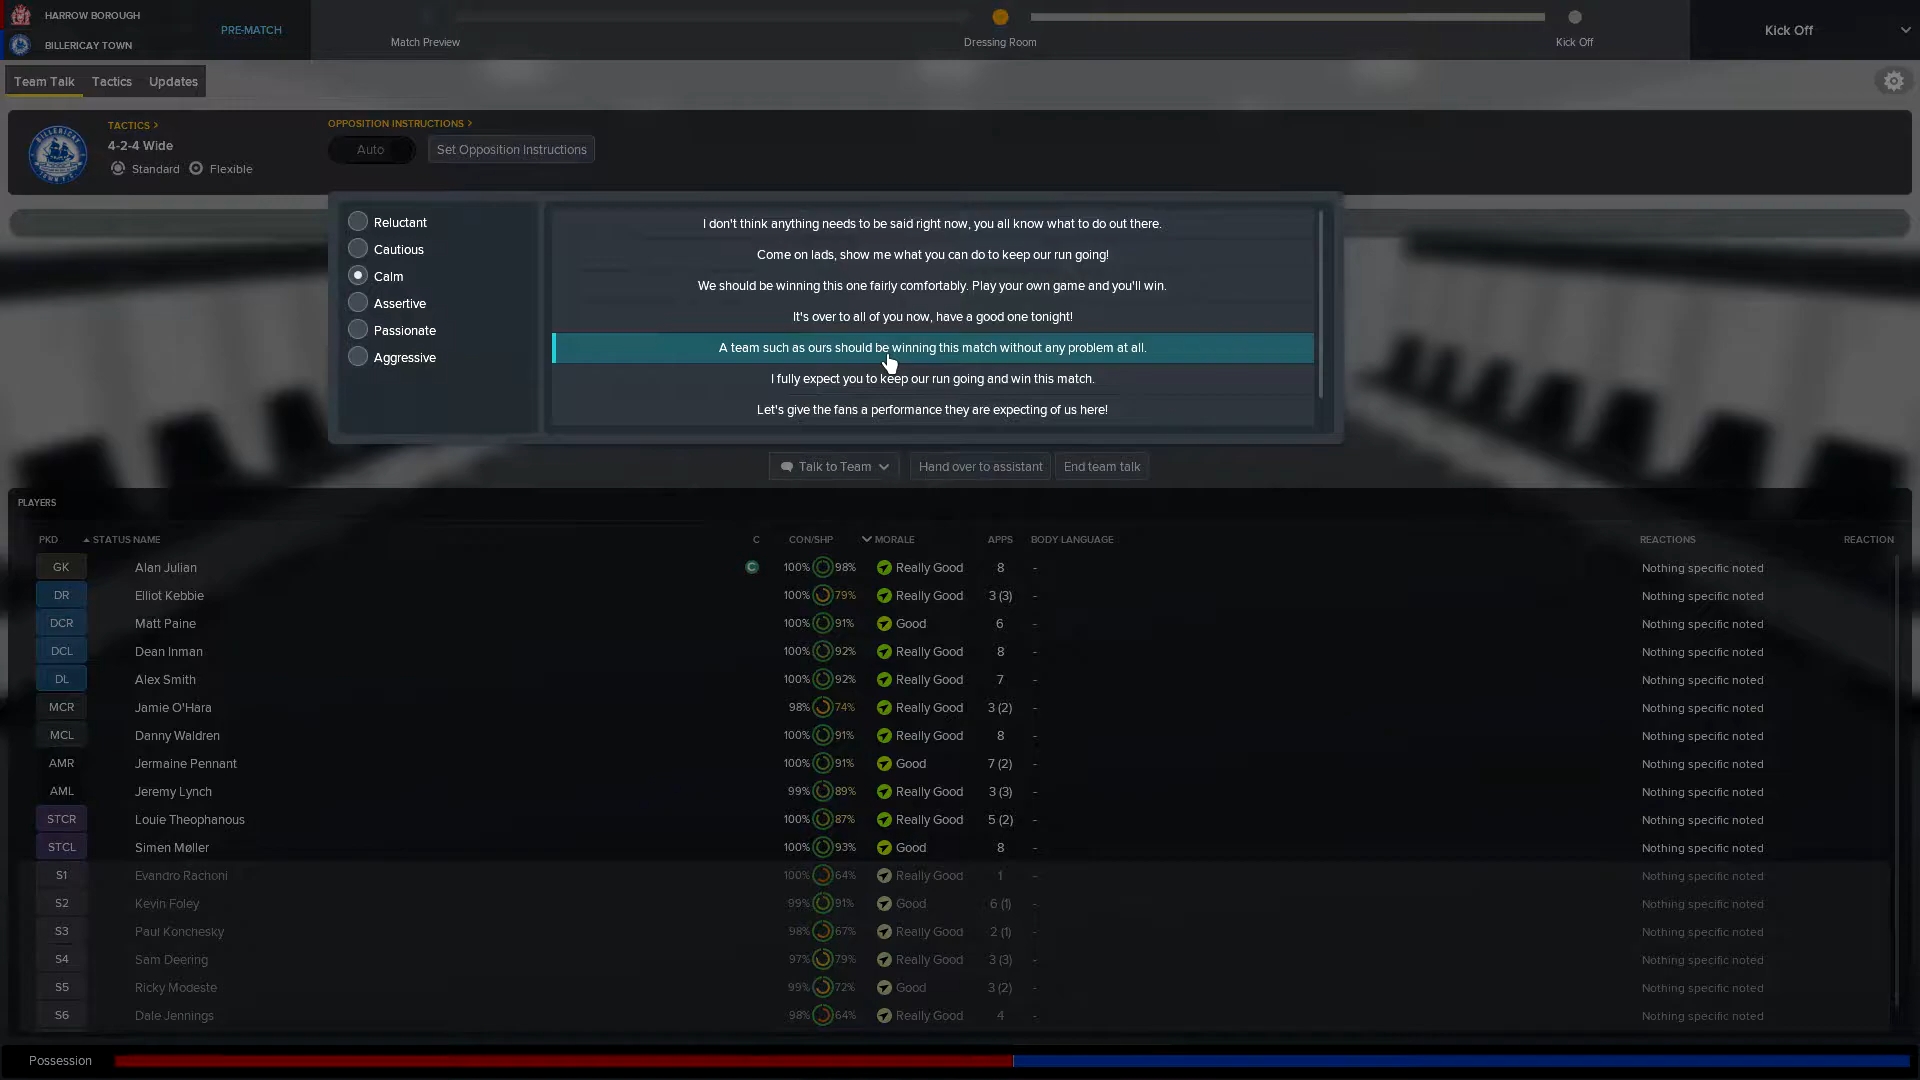 HARROW BOROUGH
BILLERICAY TOWN
PRE-MATCH
Match Preview
Dressing Room
Kick Off
Kick Off
Team Talk Tactics Updates
TACTICS >
4-2-4 Wide
Standard Flexible
OPPOSITION INSTRUCTIONS >
Auto Set Opposition Instructions
Reluctant
Cautious
Calm
Assertive
Passionate
Aggressive
I don't think anything needs to be said right now, you all know what to do out there.
Come on lads, show me what you can do to keep our run going!
We should be winning this one fairly comfortably. Play your own game and you'll win.
It's over to all of you now, have a good one tonight!
A team such as ours should be winning this match without any problem at all.
I fully expect you to keep our run going and win this match.
Let's give the fans a performance they are expecting of us here!
Talk to Team Hand over to assistant End team talk
PLAYERS
PKD STATUS NAME C CON/SHP MORALE APPS BODY LANGUAGE REACTIONS REACTION
GK Alan Julian C 100% 98% Really Good 8 - Nothing specific noted
DR Elliot Kebbie 100% 79% Really Good 3 (3) - Nothing specific noted
DCR Matt Paine 100% 91% Good 6 - Nothing specific noted
DCL Dean Inman 100% 92% Really Good 8 - Nothing specific noted
DL Alex Smith 100% 92% Really Good 7 - Nothing specific noted
MCR Jamie O'Hara 98% 74% Really Good 3 (2) - Nothing specific noted
MCL Danny Waldren 100% 91% Really Good 8 - Nothing specific noted
AMR Jermaine Pennant 100% 91% Good 7 (2) - Nothing specific noted
AML Jeremy Lynch 99% 89% Really Good 3 (3) - Nothing specific noted
STCR Louie Theophanous 100% 87% Really Good 5 (2) - Nothing specific noted
STCL Simen Møller 100% 93% Good 8 - Nothing specific noted
S1 Evandro Rachoni 100% 64% Really Good 1 - Nothing specific noted
S2 Kevin Foley 99% 91% Good 6 (1) - Nothing specific noted
S3 Paul Konchesky 98% 67% Really Good 2 (1) - Nothing specific noted
S4 Sam Deering 97% 79% Really Good 3 (3) - Nothing specific noted
S5 Ricky Modeste 99% 72% Good 3 (2) - Nothing specific noted
S6 Dale Jennings 98% 64% Really Good 4 - Nothing specific noted
Possession